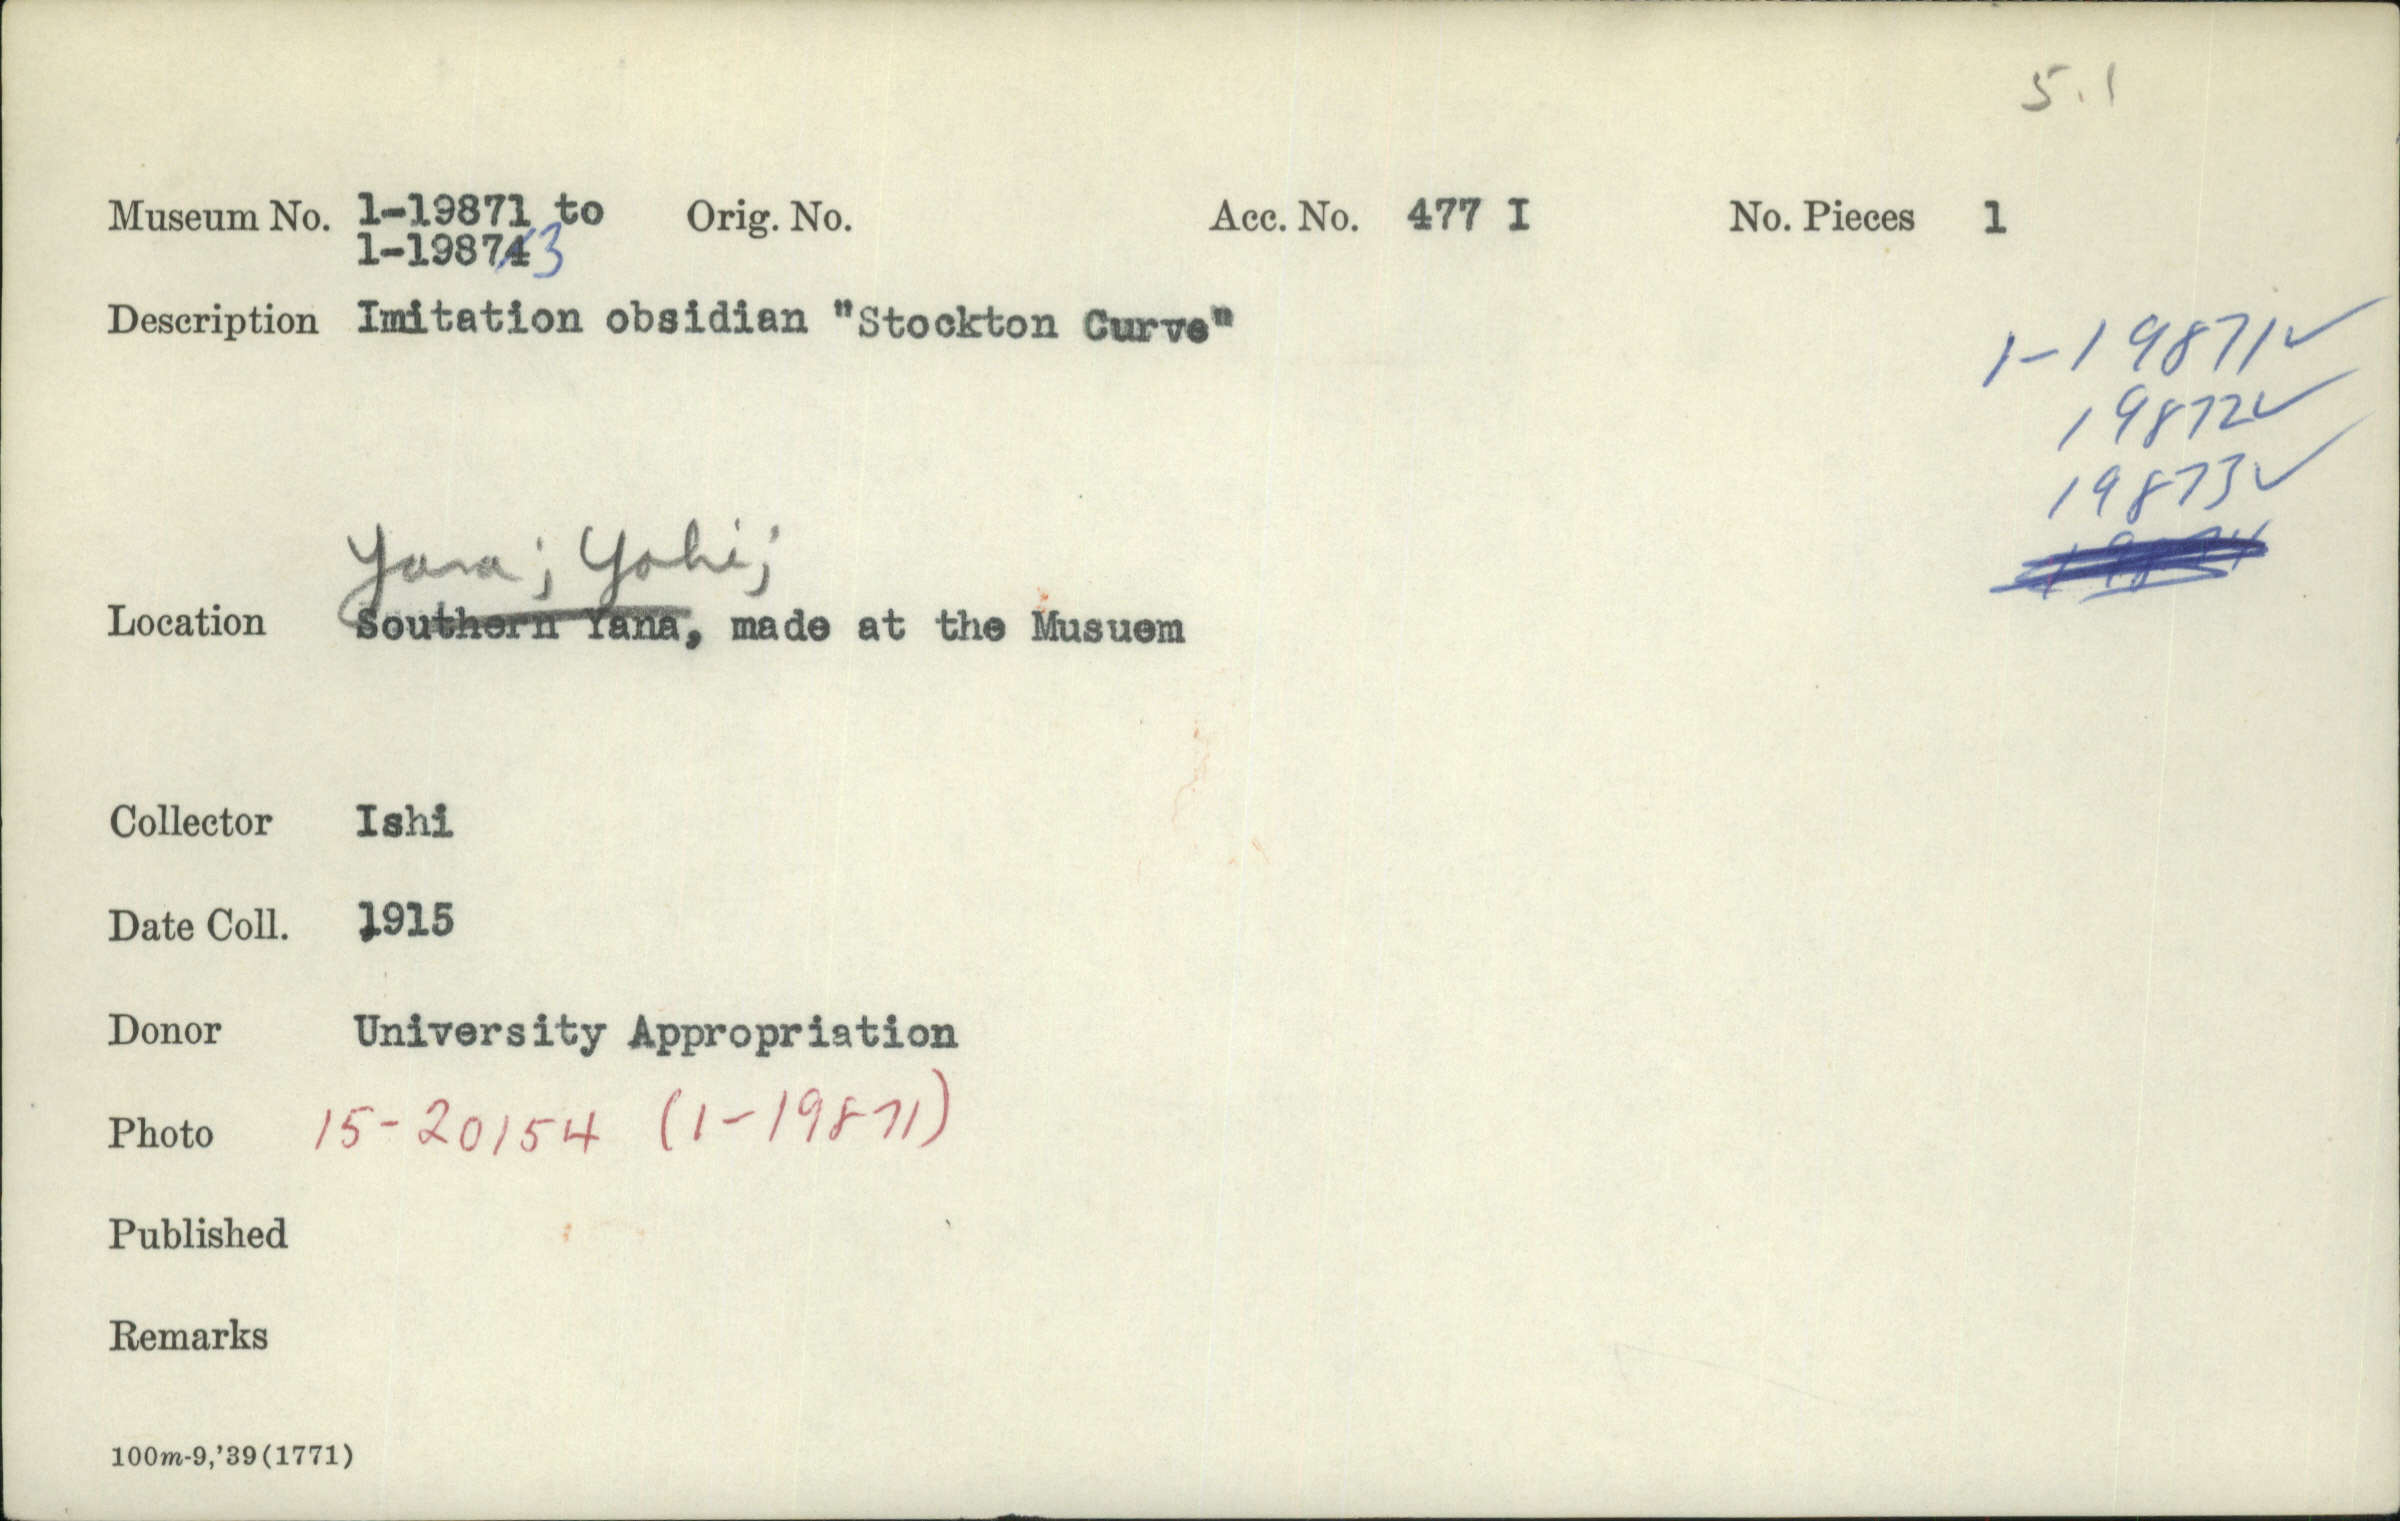 5.1
Museum No. 1-19871 to Orig. No. Acc. No. 477 I No. Pieces 1
1-198743
Description Imitation obsidian "Stockton Curve"
1-19871✓
19872✓
19873✓
19874
Yana; Yahi;
Location Southern Yana, made at the Musuem
Collector Ishi
Date Coll. 1915
Donor University Appropriation
Photo 15-20154 (1-19871)
Published
Remarks
100m-9,'39(1771)